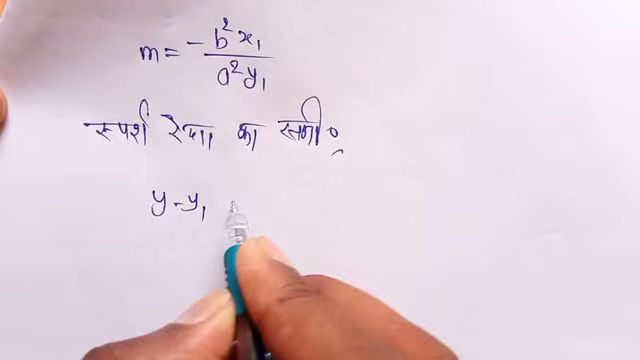 m = -b²x₁/a²y₁
स्पर्श रेखा का समी०
y - y₁